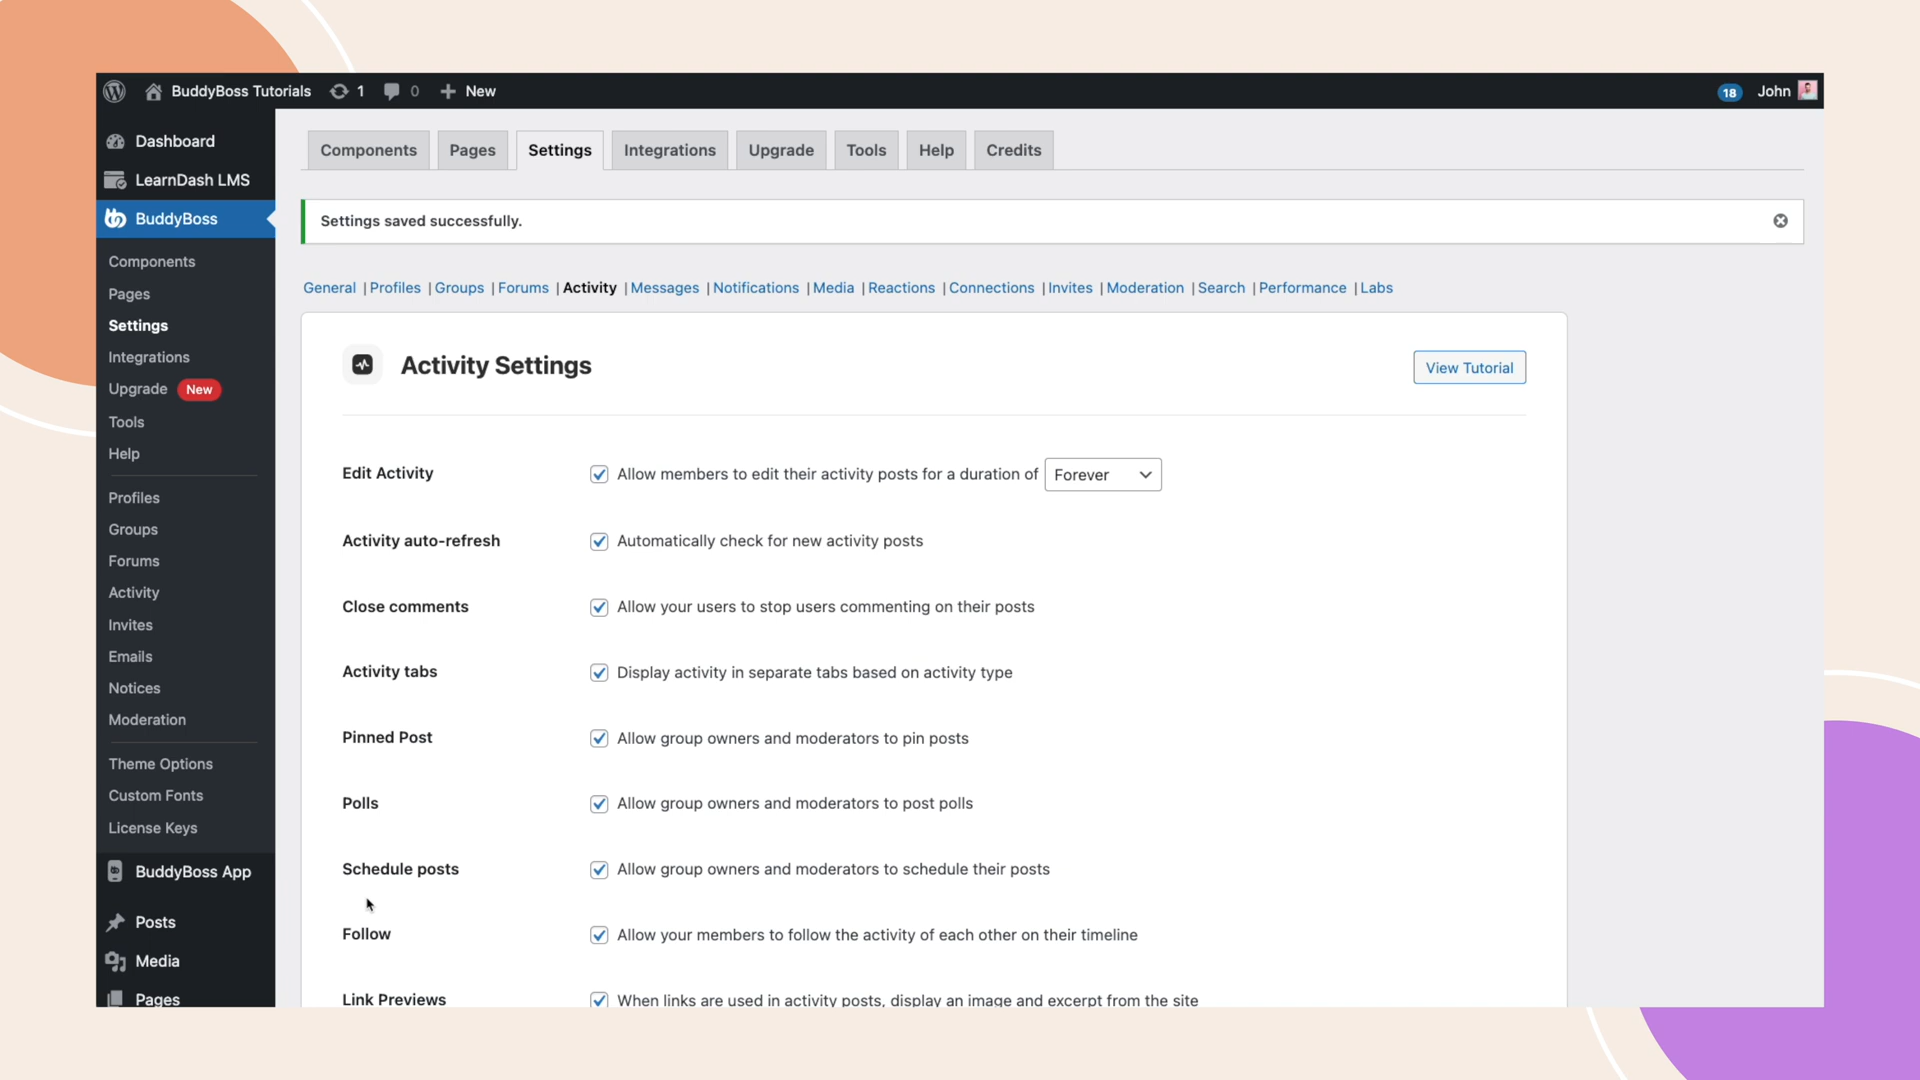 BuddyBoss Tutorials 1 0 New 18 John
Dashboard
LearnDash LMS
BuddyBoss
Components
Pages
Settings
Integrations
Upgrade New
Tools
Help
Profiles
Groups
Forums
Activity
Invites
Emails
Notices
Moderation
Theme Options
Custom Fonts
License Keys
BuddyBoss App
Posts
Media
Pages
Components Pages Settings Integrations Upgrade Tools Help Credits
Settings saved successfully.
General | Profiles | Groups | Forums | Activity | Messages | Notifications | Media | Reactions | Connections | Invites | Moderation | Search | Performance | Labs
Activity Settings View Tutorial
Edit Activity Allow members to edit their activity posts for a duration of Forever
Activity auto-refresh Automatically check for new activity posts
Close comments Allow your users to stop users commenting on their posts
Activity tabs Display activity in separate tabs based on activity type
Pinned Post Allow group owners and moderators to pin posts
Polls Allow group owners and moderators to post polls
Schedule posts Allow group owners and moderators to schedule their posts
Follow Allow your members to follow the activity of each other on their timeline
Link Previews When links are used in activity posts, display an image and excerpt from the site